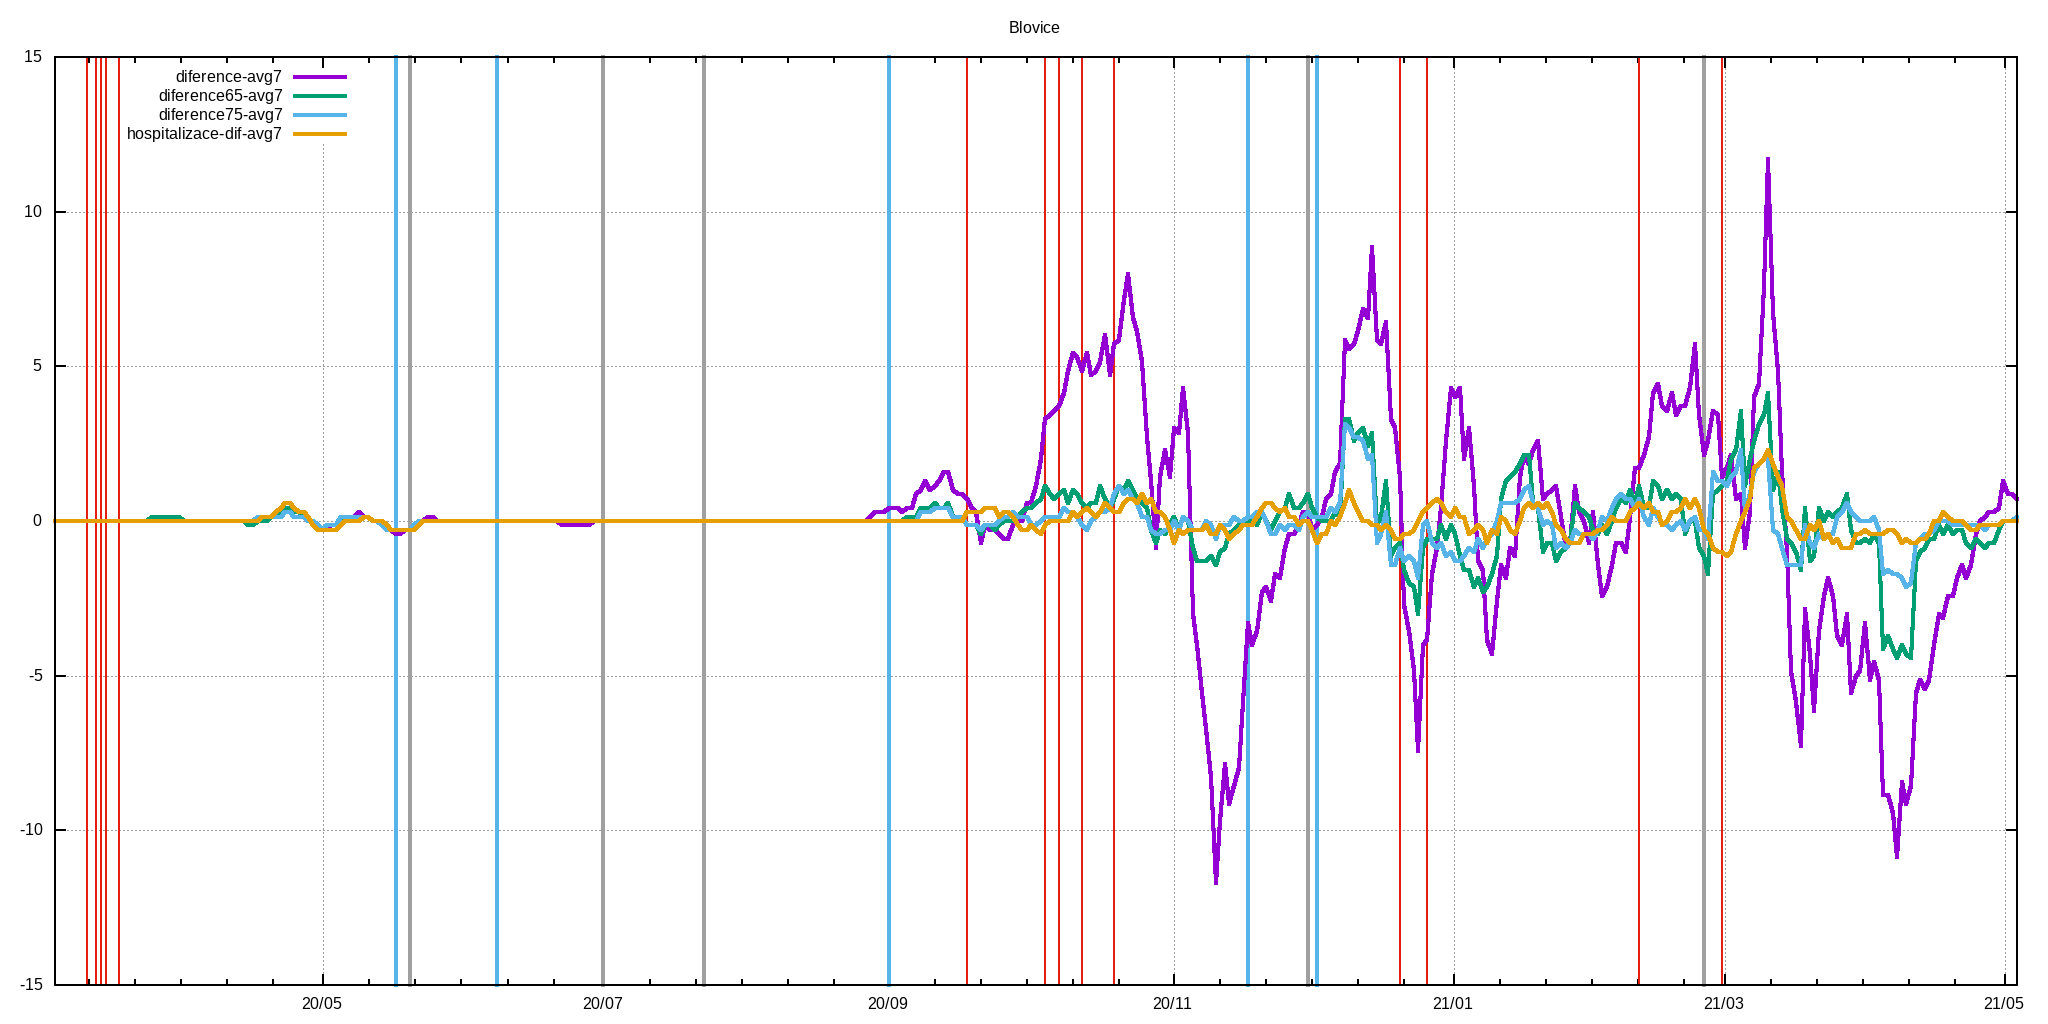 Blovice
15
diference-avg7
diference65-avg7
diference75-avg7
hospitalizace-dif-avg7
10
5
0
-5
-10
-15
20/05 20/07 20/09 20/11 21/01 21/03 21/05